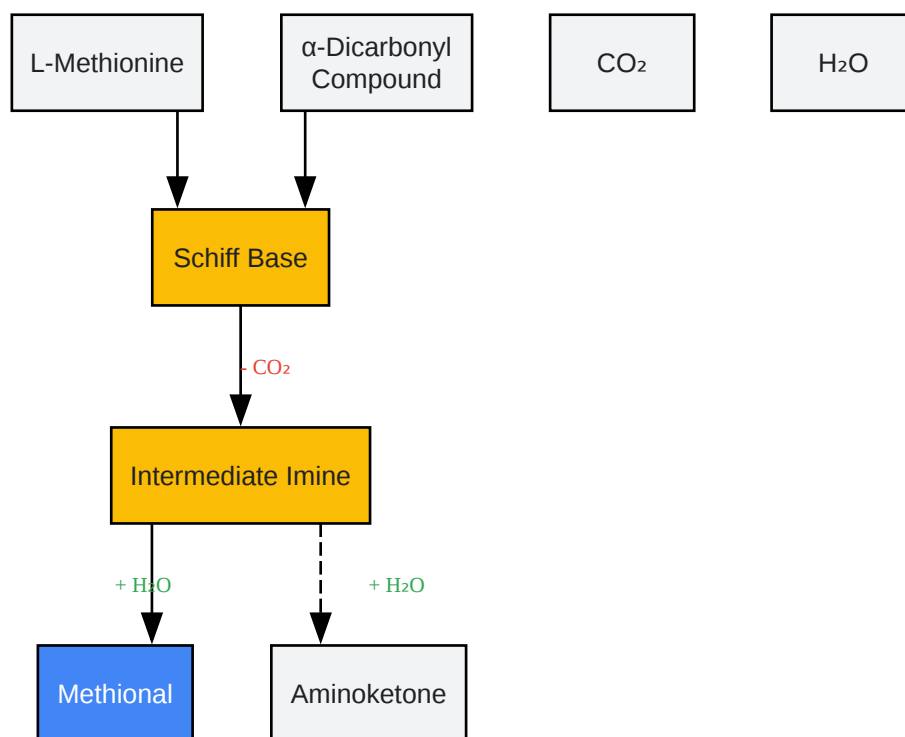 L-Methionine
α-Dicarbonyl
Compound
CO₂
H₂O
Schiff Base
- CO₂
Intermediate Imine
+ H₂O
+ H₂O
Methional
Aminoketone